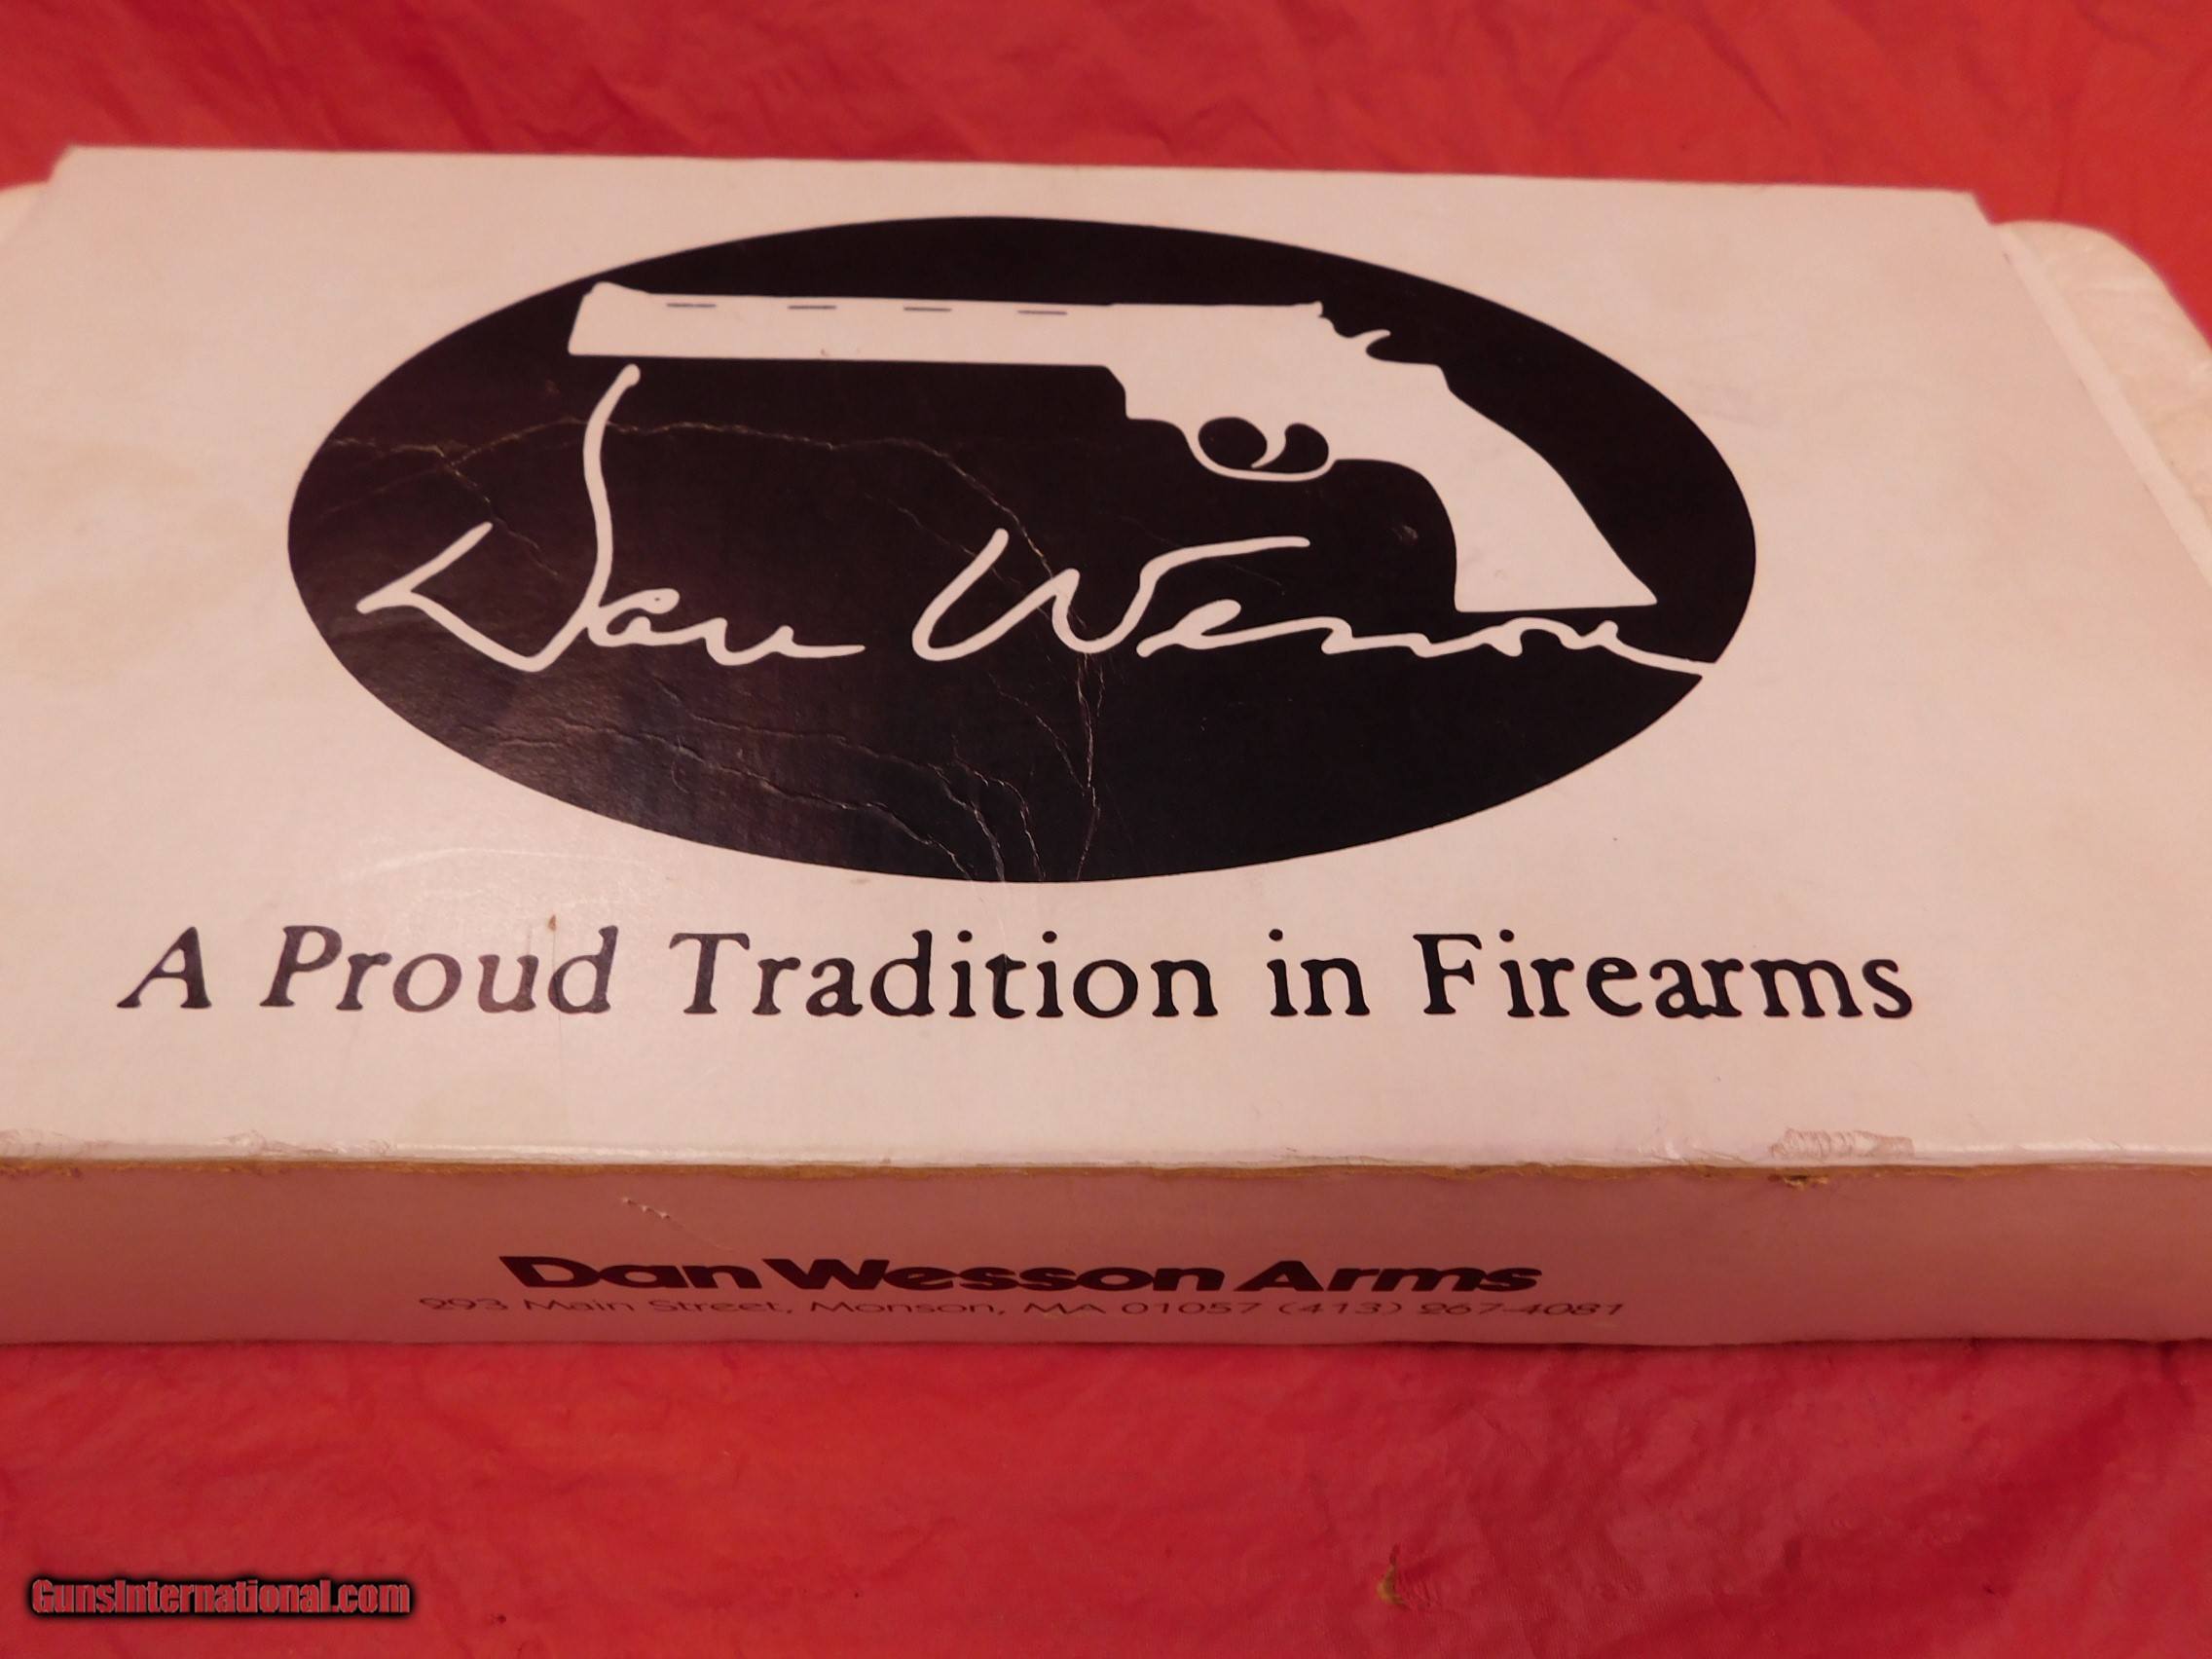 Dan Wesson
A Proud Tradition in Firearms
Dan Wesson Arms
293 Main Street, Monson, MA 01057 (413) 267-4081
GunsInternational.com